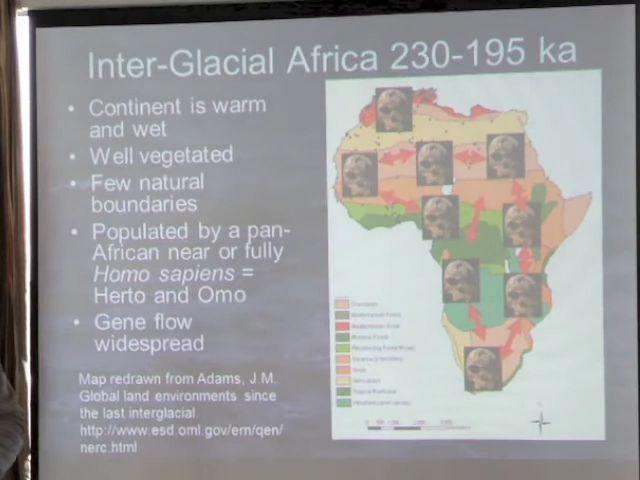 Inter-Glacial Africa 230-195 ka
• Continent is warm
and wet
• Well vegetated
• Few natural
boundaries
• Populated by a pan-
African near or fully
Homo sapiens =
Herto and Omo
• Gene flow
widespread
Map redrawn from Adams, J.M.
Global land environments since
the last interglacial
http://www.esd.oml.gov/ern/qen/
nerc.html